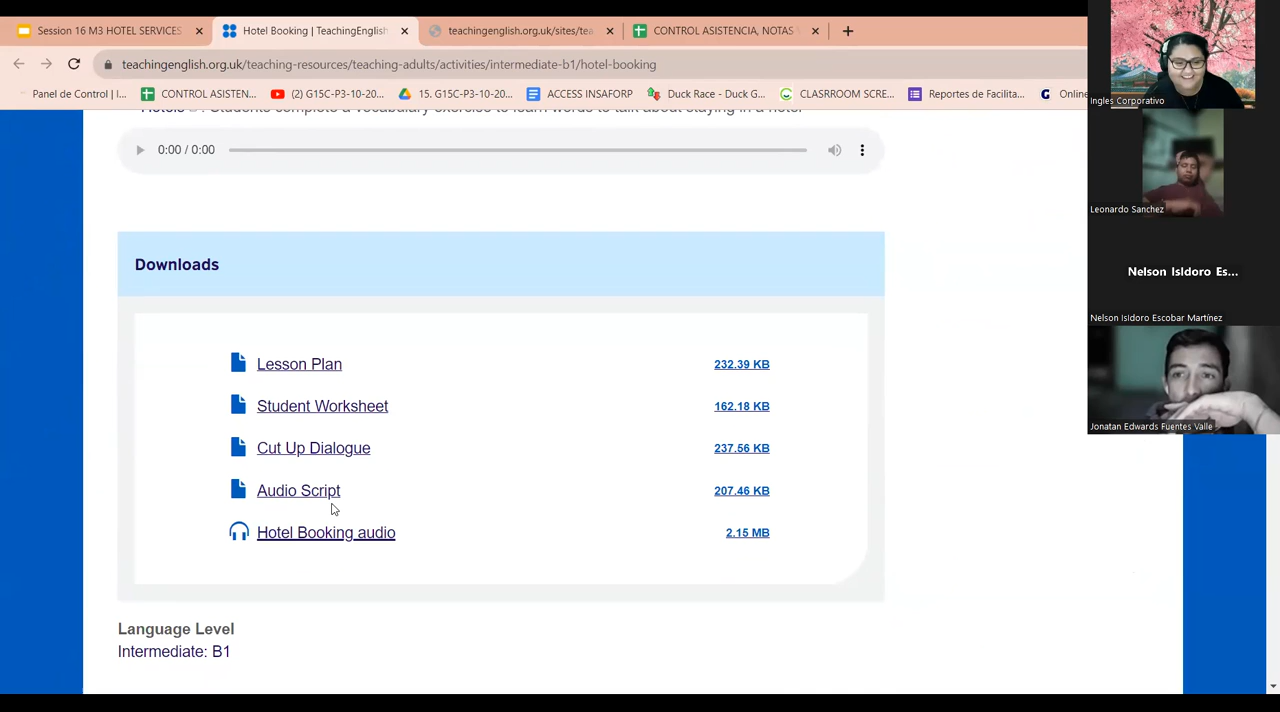 Session 16 M3 HOTEL SERVICES
Hotel Booking | TeachingEnglish
teachingenglish.org.uk/sites/tea
CONTROL ASISTENCIA, NOTAS
teachingenglish.org.uk/teaching-resources/teaching-adults/activities/intermediate-b1/hotel-booking
Panel de Control | I...
CONTROL ASISTEN...
(2) G15C-P3-10-20...
15. G15C-P3-10-20...
ACCESS INSAFORP
Duck Race - Duck G...
CLASRROOM SCRE...
Reportes de Facilita...
Online
Ingles Corporativo
0:00 / 0:00
Leonardo Sanchez
Downloads
Nelson IsIdoro Es...
Nelson IsIdoro Escobar Martínez
Lesson Plan 232.39 KB
Student Worksheet 162.18 KB
Jonatan Edwards Fuentes Valle
Cut Up Dialogue 237.56 KB
Audio Script 207.46 KB
Hotel Booking audio 2.15 MB
Language Level
Intermediate: B1